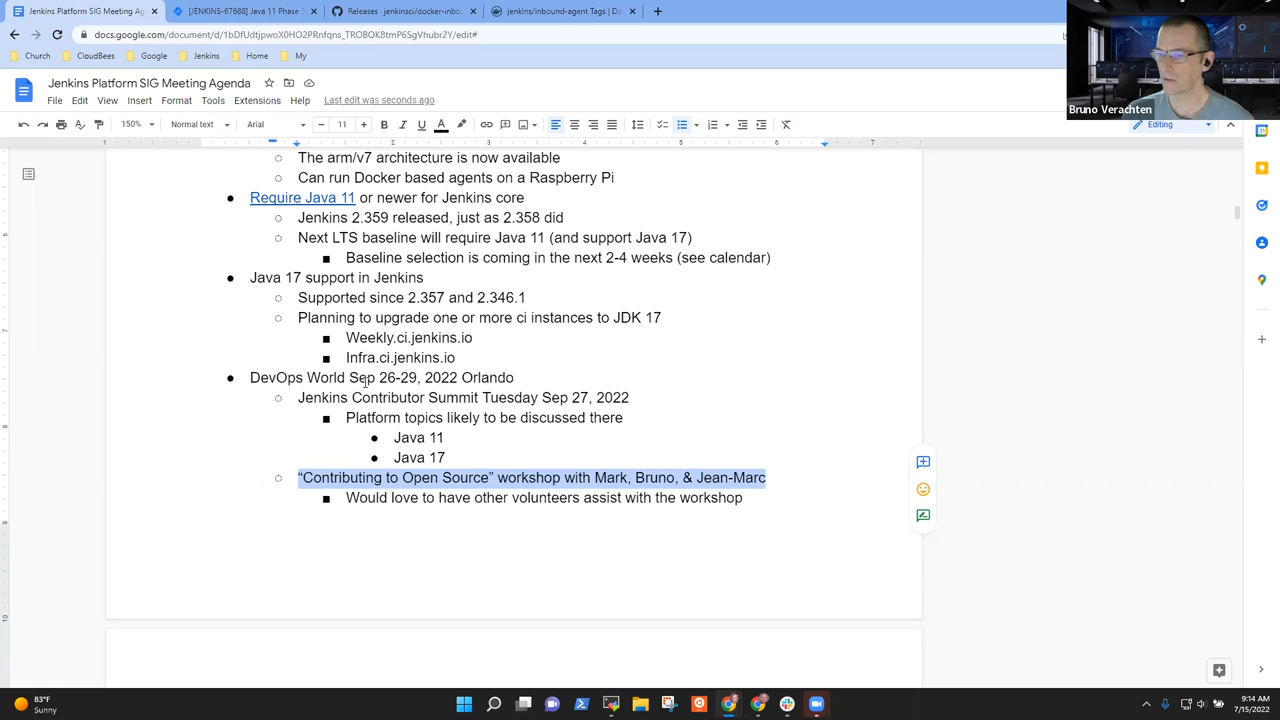 Jenkins Platform SIG Meeting Ag
[JENKINS-67688] Java 11 Phase
Releases · jenkinsci/docker-inbo
jenkins/inbound-agent Tags | Do
docs.google.com/document/d/1bDfUdtjpwoX0HO2PRnfqns_TROBOK8tmP6SgVhubr2Y/edit#
Church CloudBees Google Jenkins Home My
Jenkins Platform SIG Meeting Agenda
File Edit View Insert Format Tools Extensions Help Last edit was seconds ago
150% Normal text Arial 11 Editing
Bruno Verachten
1 1 2 3 4 5 6 7
The arm/v7 architecture is now available
Can run Docker based agents on a Raspberry Pi
Require Java 11 or newer for Jenkins core
Jenkins 2.359 released, just as 2.358 did
Next LTS baseline will require Java 11 (and support Java 17)
Baseline selection is coming in the next 2-4 weeks (see calendar)
Java 17 support in Jenkins
Supported since 2.357 and 2.346.1
Planning to upgrade one or more ci instances to JDK 17
Weekly.ci.jenkins.io
Infra.ci.jenkins.io
DevOps World Sep 26-29, 2022 Orlando
Jenkins Contributor Summit Tuesday Sep 27, 2022
Platform topics likely to be discussed there
Java 11
Java 17
“Contributing to Open Source” workshop with Mark, Bruno, & Jean-Marc
Would love to have other volunteers assist with the workshop
83°F
Sunny
9:14 AM
7/15/2022